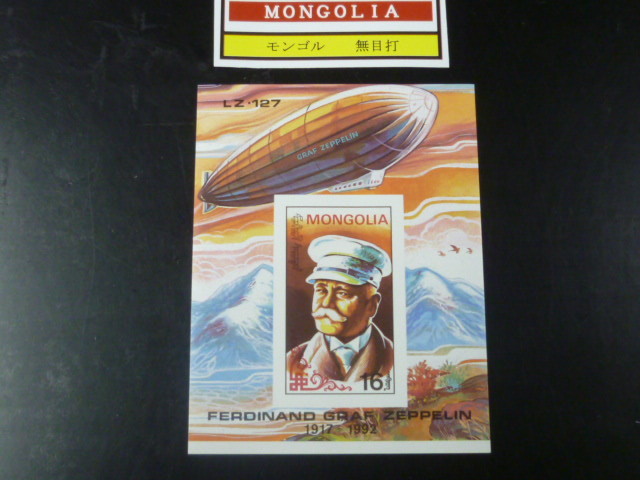 MONGOLIA
モンゴル 無目打
LZ·127
GRAF ZEPPELIN
MONGOLIA
16
FERDINAND GRAF ZEPPELIN
1917-1992